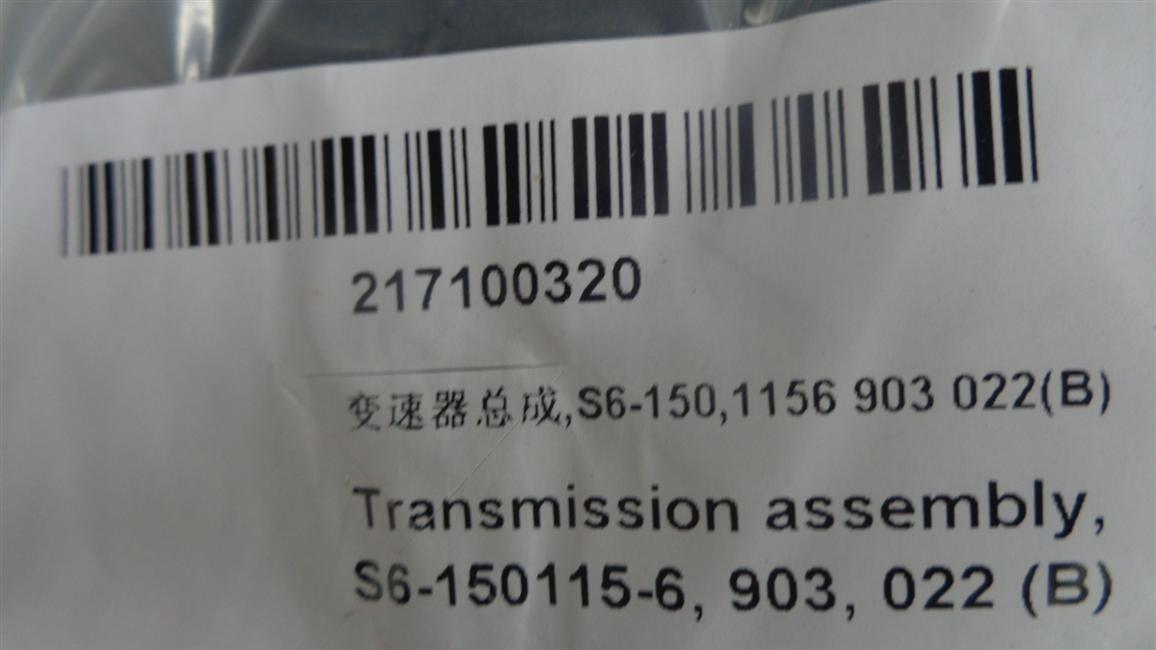 217100320
变速器总成,S6-150,1156 903 022(B)
Transmission assembly,
S6-150115-6, 903, 022 (B)